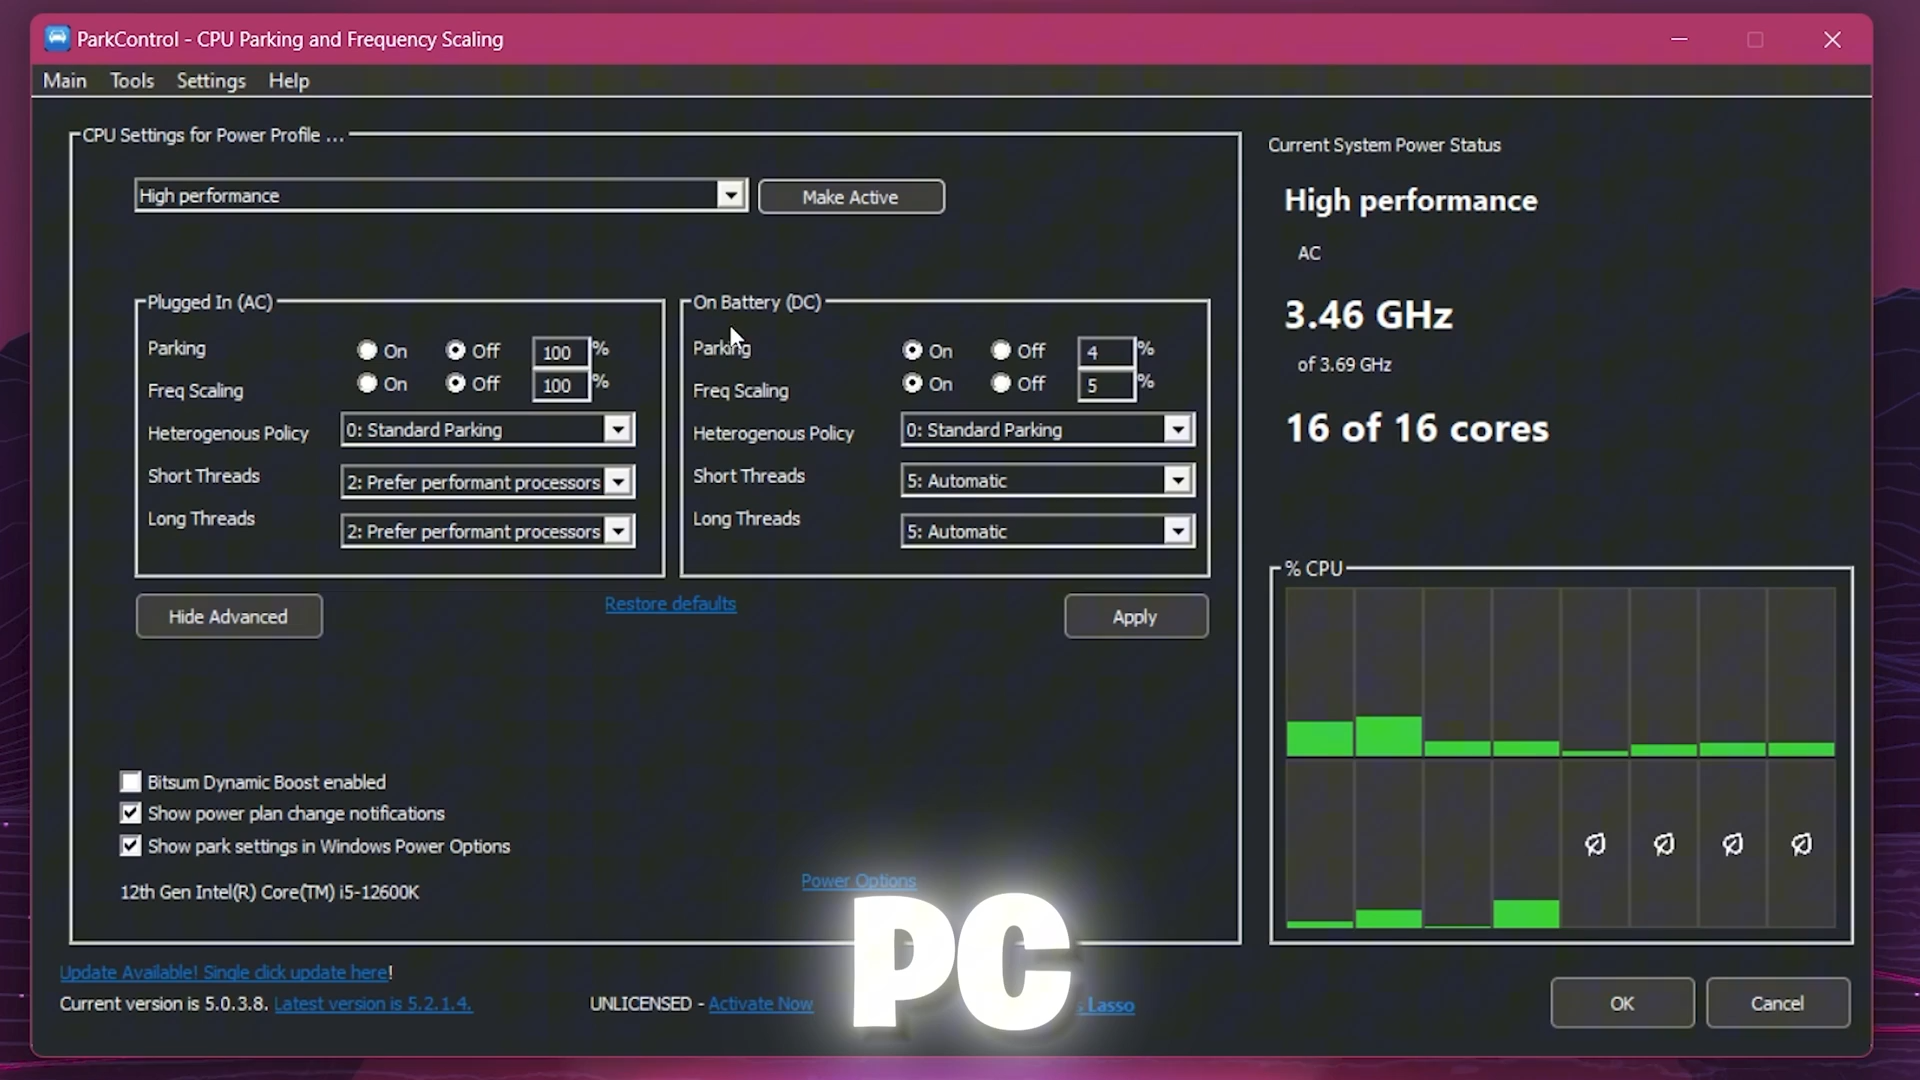 ParkControl - CPU Parking and Frequency Scaling
Main Tools Settings Help
CPU Settings for Power Profile ...
High performance
Make Active
Plugged In (AC)
Parking On Off 100 %
Freq Scaling On Off 100 %
Heterogenous Policy 0: Standard Parking
Short Threads 2: Prefer performant processors
Long Threads 2: Prefer performant processors
On Battery (DC)
Parking On Off 4 %
Freq Scaling On Off 5 %
Heterogenous Policy 0: Standard Parking
Short Threads 5: Automatic
Long Threads 5: Automatic
Hide Advanced
Restore defaults
Apply
Bitsum Dynamic Boost enabled
Show power plan change notifications
Show park settings in Windows Power Options
12th Gen Intel(R) Core(TM) i5-12600K
Power Options
Update Available! Single click update here!
Current version is 5.0.3.8. Latest version is 5.2.1.4.
UNLICENSED - Activate Now
Lasso
PC
Current System Power Status
High performance
AC
3.46 GHz
of 3.69 GHz
16 of 16 cores
% CPU
OK
Cancel